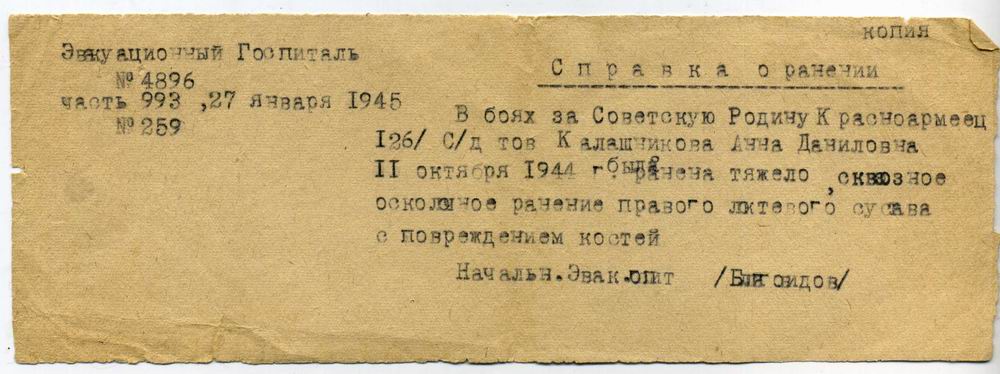 копия
Эвакуационный Госпиталь
№ 4896
часть 993 ,27 января 1945
№ 259
Справка о ранении
В боях за Советскую Родину Красноармеец
126/ С/д тов Калашникова Анна Даниловна
11 октября 1944 г. была ранена тяжело , сквозное
осколочное ранение правого локтевого сустава
с повреждением костей
Начальн. Эвак.